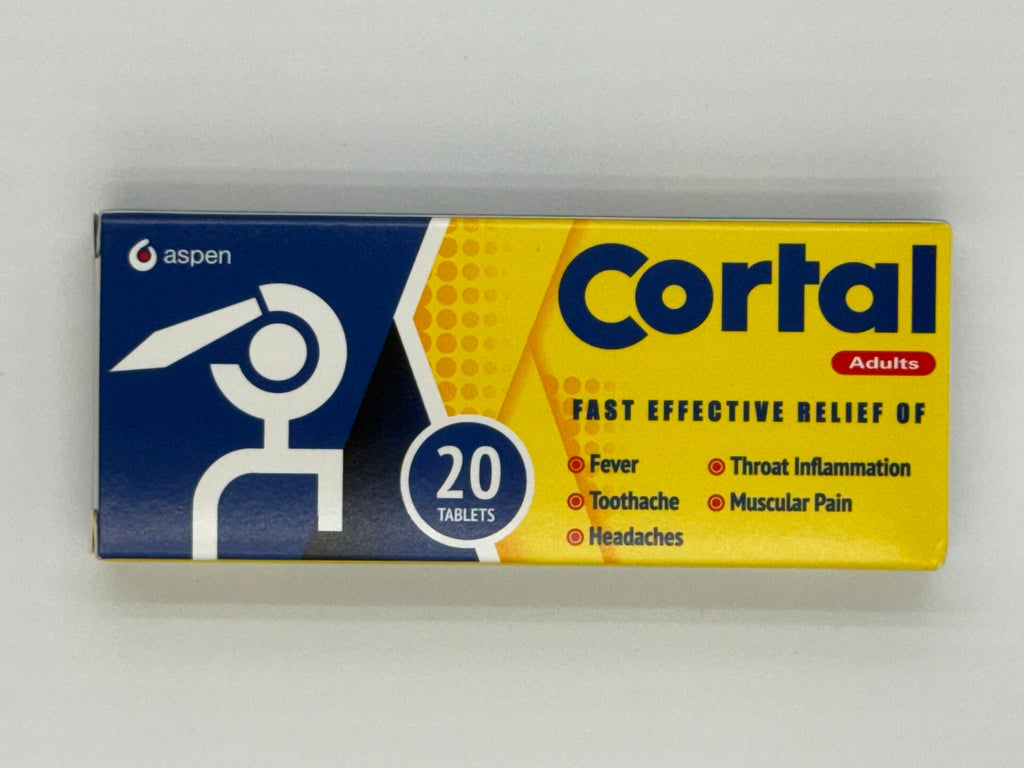 aspen
Cortal
Adults
FAST EFFECTIVE RELIEF OF
Fever
Toothache
Headaches
Throat Inflammation
Muscular Pain
20
TABLETS